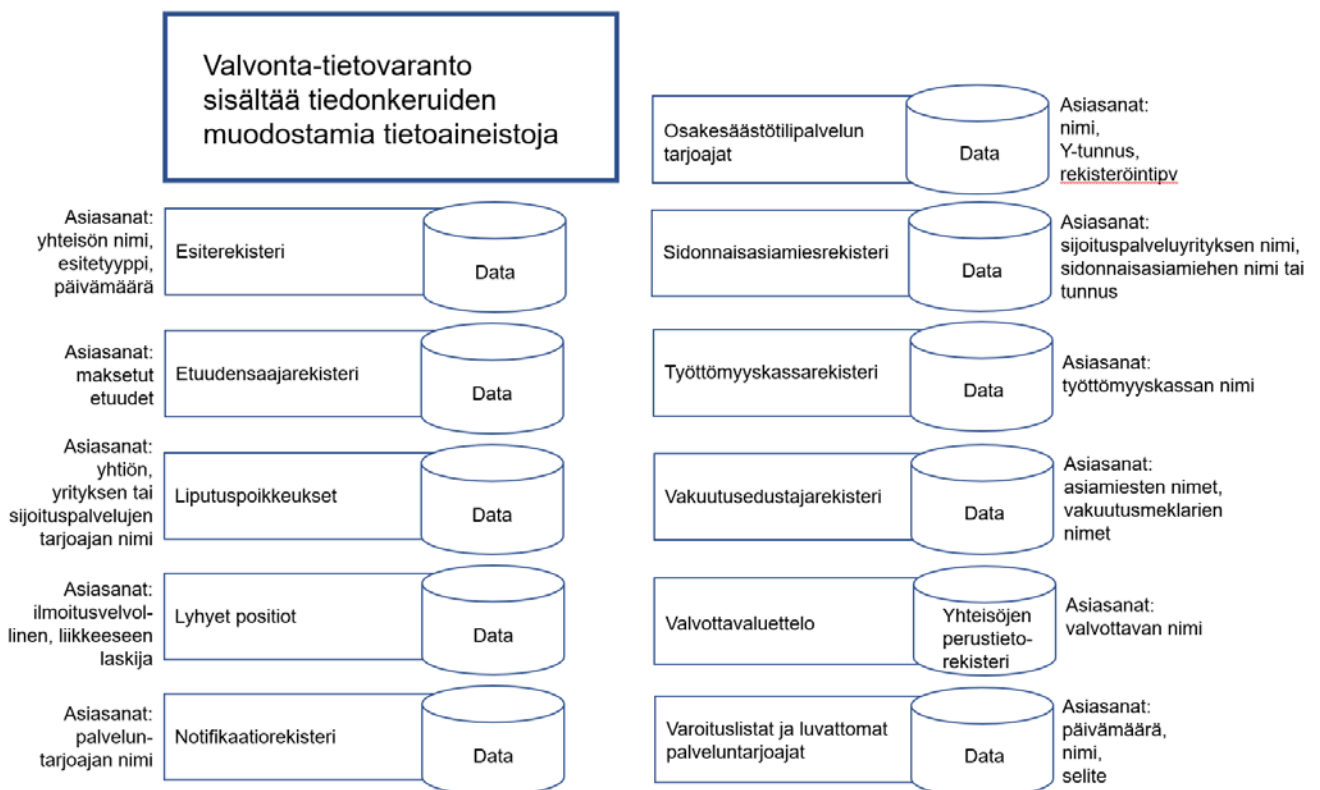 Valvonta-tietovaranto
sisältää tiedonkeruiden
muodostamia tietoaineistoja
Asiasanat:
yhteisön nimi,
esitetyyppi,
päivämäärä
Esiterekisteri
Data
Asiasanat:
maksetut
etuudet
Etuudensaajarekisteri
Data
Asiasanat:
yhtiön,
yrityksen tai
sijoituspalvelujen
tarjoajan nimi
Liputuspoikkeukset
Data
Asiasanat:
ilmoitusvelvol-
linen, liikkeeseen
laskija
Lyhyet positiot
Data
Asiasanat:
palvelun-
tarjoajan nimi
Notifikaatiorekisteri
Data
Osakesäästötilipalvelun
tarjoajat
Data
Asiasanat:
nimi,
Y-tunnus,
rekisteröintipv
Sidonnaisasiamiesrekisteri
Data
Asiasanat:
sijoituspalveluyrityksen nimi,
sidonnaisasiamiehen nimi tai
tunnus
Työttömyyskassarekisteri
Data
Asiasanat:
työttömyyskassan nimi
Vakuutusedustajarekisteri
Data
Asiasanat:
asiamiesten nimet,
vakuutusmeklarien
nimet
Valvottavaluettelo
Yhteisöjen
perustieto-
rekisteri
Asiasanat:
valvottavan nimi
Varoituslistat ja luvattomat
palveluntarjoajat
Data
Asiasanat:
päivämäärä,
nimi,
selite